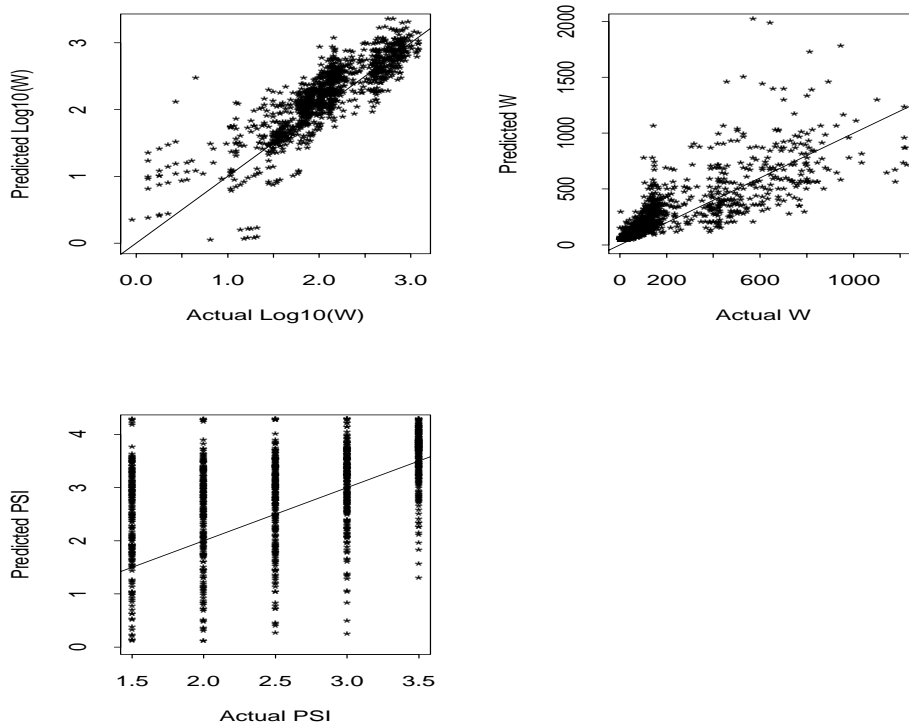 Predicted Log10(W)
3
2
1
0
0.0 1.0 2.0 3.0
Actual Log10(W)
Predicted W
2000
1500
1000
500
0
0 200 600 1000
Actual W
Predicted PSI
4
3
2
1
0
1.5 2.0 2.5 3.0 3.5
Actual PSI